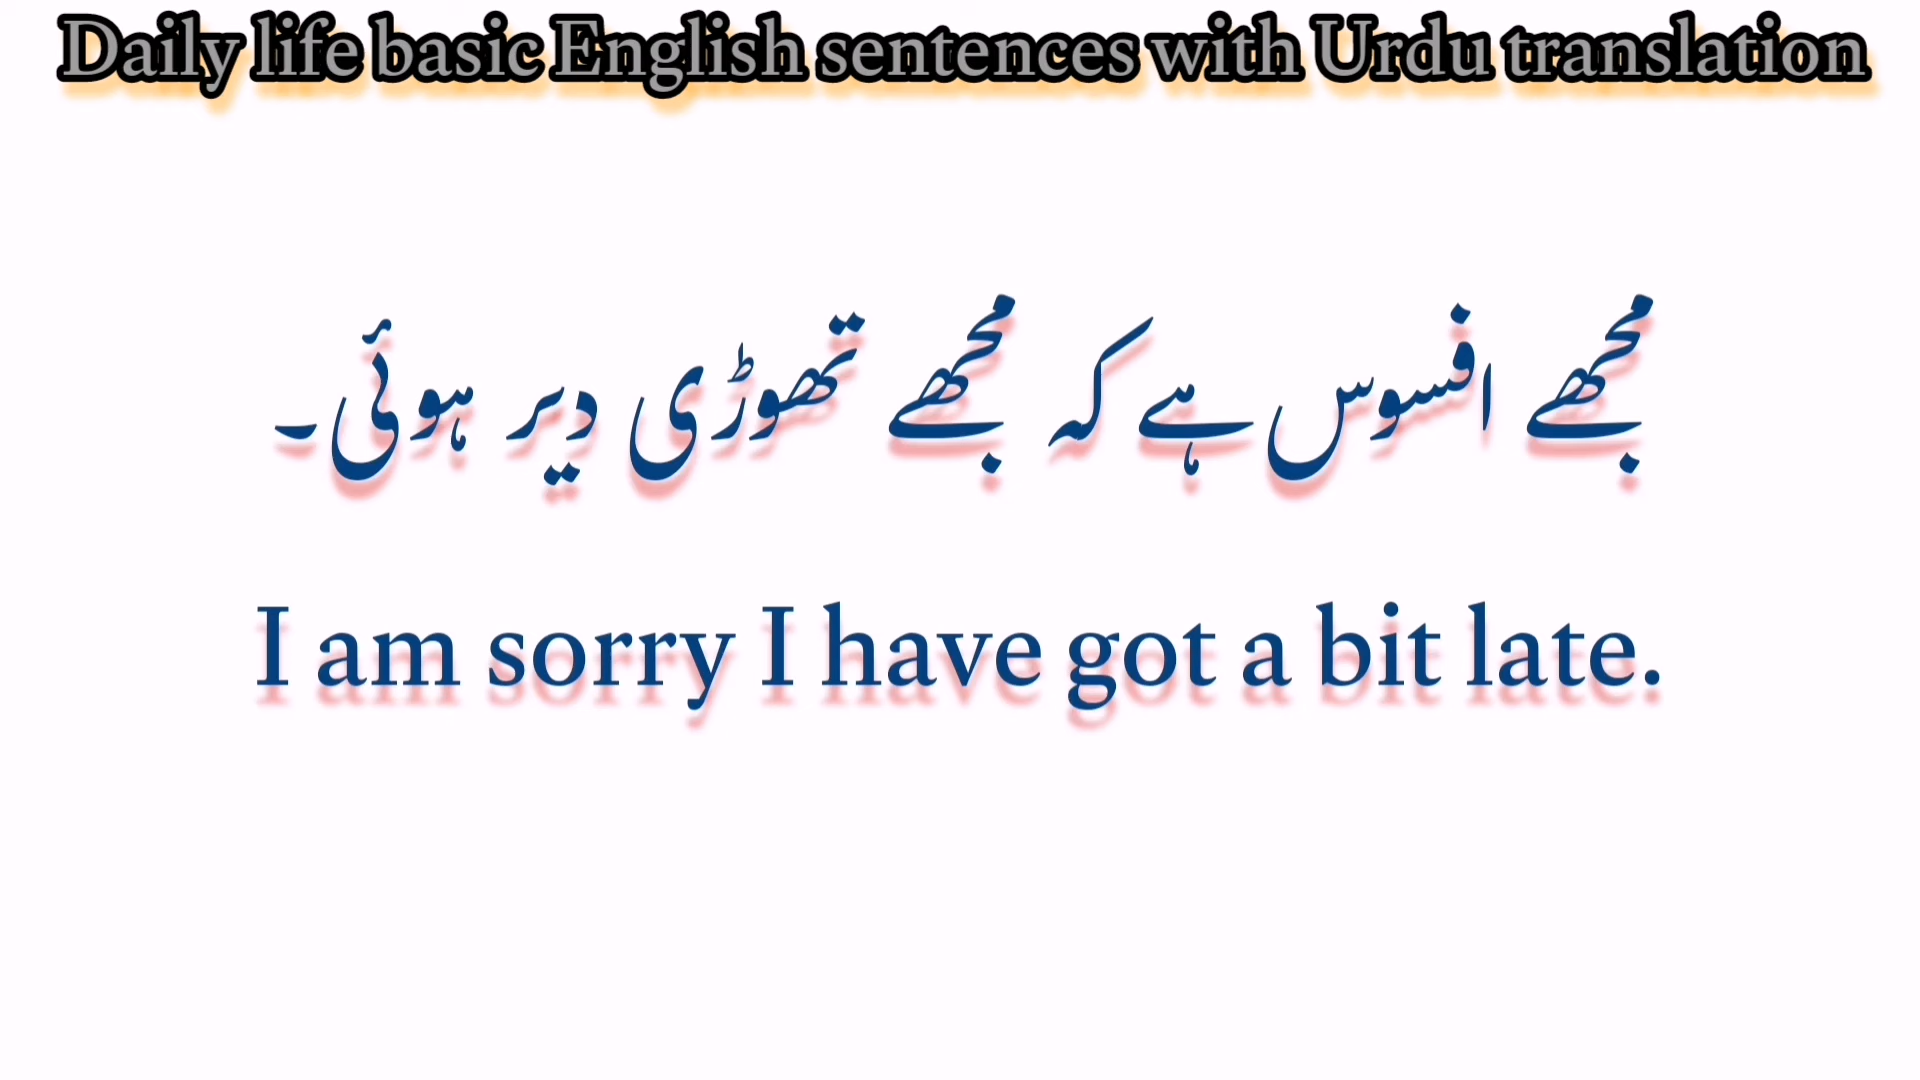 Daily life basic English sentences with Urdu translation
مجھے افسوس ہے کہ مجھے تھوڑی دیر ہوئی۔
I am sorry I have got a bit late.